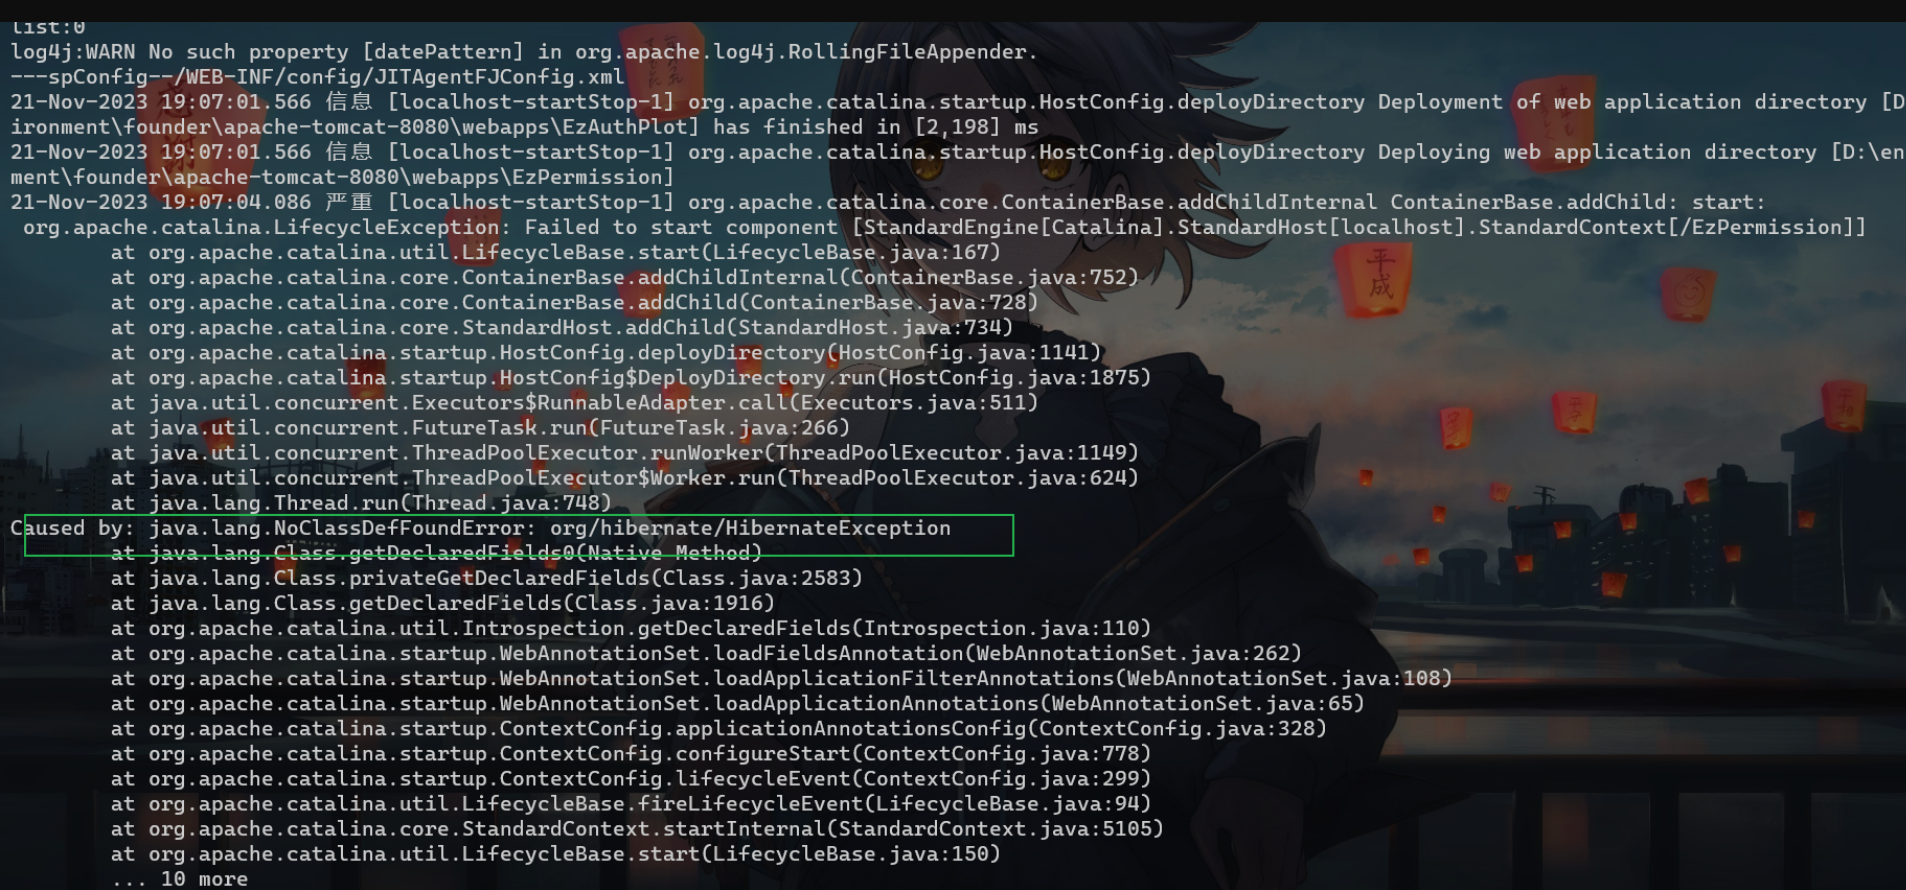 list:0
log4j:WARN No such property [datePattern] in org.apache.log4j.RollingFileAppender.
---spConfig--/WEB-INF/config/JITAgentFJConfig.xml
21-Nov-2023 19:07:01.566 信息 [localhost-startStop-1] org.apache.catalina.startup.HostConfig.deployDirectory Deployment of web application directory [D
ironment\founder\apache-tomcat-8080\webapps\EzAuthPlot] has finished in [2,198] ms
21-Nov-2023 19:07:01.566 信息 [localhost-startStop-1] org.apache.catalina.startup.HostConfig.deployDirectory Deploying web application directory [D:\en
ment\founder\apache-tomcat-8080\webapps\EzPermission]
21-Nov-2023 19:07:04.086 严重 [localhost-startStop-1] org.apache.catalina.core.ContainerBase.addChildInternal ContainerBase.addChild: start:
 org.apache.catalina.LifecycleException: Failed to start component [StandardEngine[Catalina].StandardHost[localhost].StandardContext[/EzPermission]]
        at org.apache.catalina.util.LifecycleBase.start(LifecycleBase.java:167)
        at org.apache.catalina.core.ContainerBase.addChildInternal(ContainerBase.java:752)
        at org.apache.catalina.core.ContainerBase.addChild(ContainerBase.java:728)
        at org.apache.catalina.core.StandardHost.addChild(StandardHost.java:734)
        at org.apache.catalina.startup.HostConfig.deployDirectory(HostConfig.java:1141)
        at org.apache.catalina.startup.HostConfig$DeployDirectory.run(HostConfig.java:1875)
        at java.util.concurrent.Executors$RunnableAdapter.call(Executors.java:511)
        at java.util.concurrent.FutureTask.run(FutureTask.java:266)
        at java.util.concurrent.ThreadPoolExecutor.runWorker(ThreadPoolExecutor.java:1149)
        at java.util.concurrent.ThreadPoolExecutor$Worker.run(ThreadPoolExecutor.java:624)
        at java.lang.Thread.run(Thread.java:748)
Caused by: java.lang.NoClassDefFoundError: org/hibernate/HibernateException
        at java.lang.Class.getDeclaredFields0(Native Method)
        at java.lang.Class.privateGetDeclaredFields(Class.java:2583)
        at java.lang.Class.getDeclaredFields(Class.java:1916)
        at org.apache.catalina.util.Introspection.getDeclaredFields(Introspection.java:110)
        at org.apache.catalina.startup.WebAnnotationSet.loadFieldsAnnotation(WebAnnotationSet.java:262)
        at org.apache.catalina.startup.WebAnnotationSet.loadApplicationFilterAnnotations(WebAnnotationSet.java:108)
        at org.apache.catalina.startup.WebAnnotationSet.loadApplicationAnnotations(WebAnnotationSet.java:65)
        at org.apache.catalina.startup.ContextConfig.applicationAnnotationsConfig(ContextConfig.java:328)
        at org.apache.catalina.startup.ContextConfig.configureStart(ContextConfig.java:778)
        at org.apache.catalina.startup.ContextConfig.lifecycleEvent(ContextConfig.java:299)
        at org.apache.catalina.util.LifecycleBase.fireLifecycleEvent(LifecycleBase.java:94)
        at org.apache.catalina.core.StandardContext.startInternal(StandardContext.java:5105)
        at org.apache.catalina.util.LifecycleBase.start(LifecycleBase.java:150)
        ... 10 more
平成
平和